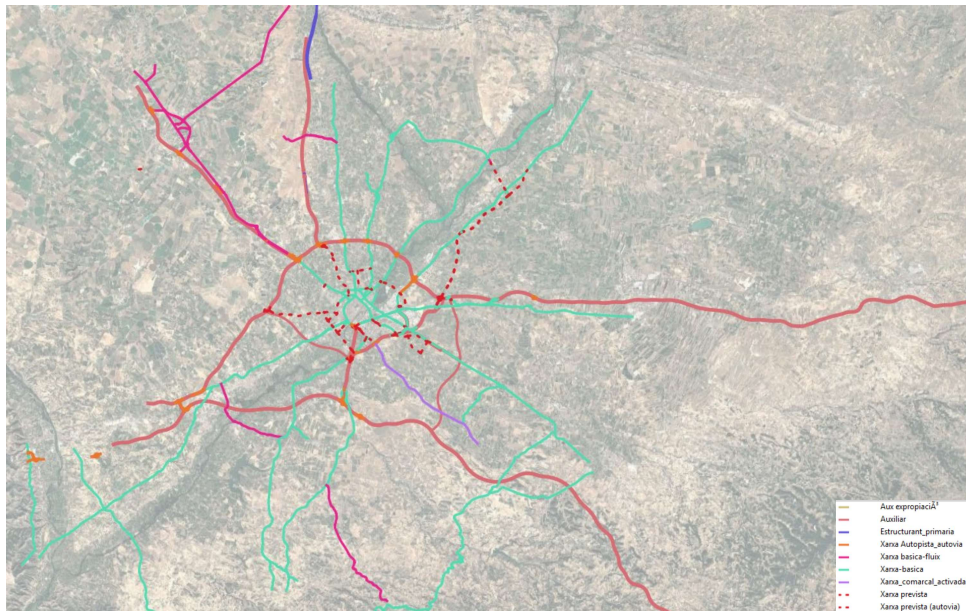 Aux expropiaciÃ³
Auxiliar
Estructurant_primaria
Xarxa Autopista_autovia
Xarxa basica-fluix
Xarxa-basica
Xarxa_comarcal_activada
Xarxa prevista
Xarxa prevista (autovia)